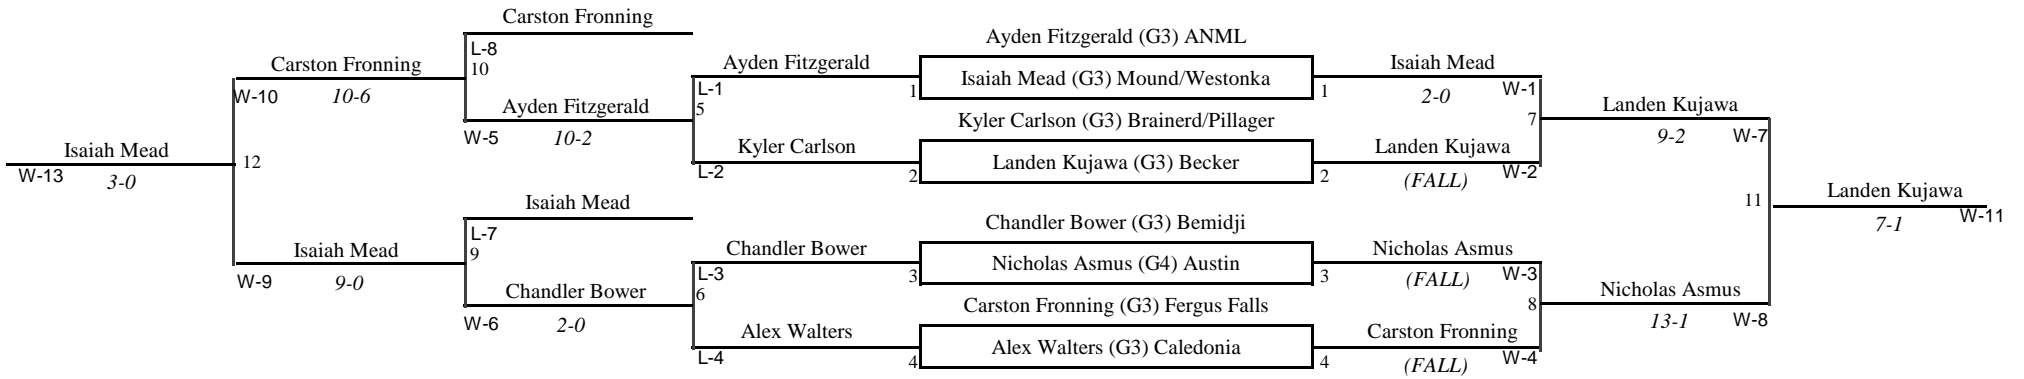 Carston Fronning
L-8
10
Carston Fronning
W-10
10-6
Ayden Fitzgerald
W-5
10-2
Isaiah Mead
W-13
3-0
12
Isaiah Mead
L-7
9
Isaiah Mead
W-9
9-0
Chandler Bower
W-6
2-0
Ayden Fitzgerald
L-1
5
Kyler Carlson
L-2
Chandler Bower
L-3
6
Alex Walters
L-4
Ayden Fitzgerald (G3) ANML
1 Isaiah Mead (G3) Mound/Westonka 1
Kyler Carlson (G3) Brainerd/Pillager
2 Landen Kujawa (G3) Becker 2
Chandler Bower (G3) Bemidji
3 Nicholas Asmus (G4) Austin 3
Carston Fronning (G3) Fergus Falls
4 Alex Walters (G3) Caledonia 4
Isaiah Mead
2-0
W-1
7
Landen Kujawa
(FALL)
W-2
Nicholas Asmus
(FALL)
W-3
8
Carston Fronning
(FALL)
W-4
Landen Kujawa
9-2
W-7
11
Nicholas Asmus
13-1
W-8
Landen Kujawa
7-1
W-11